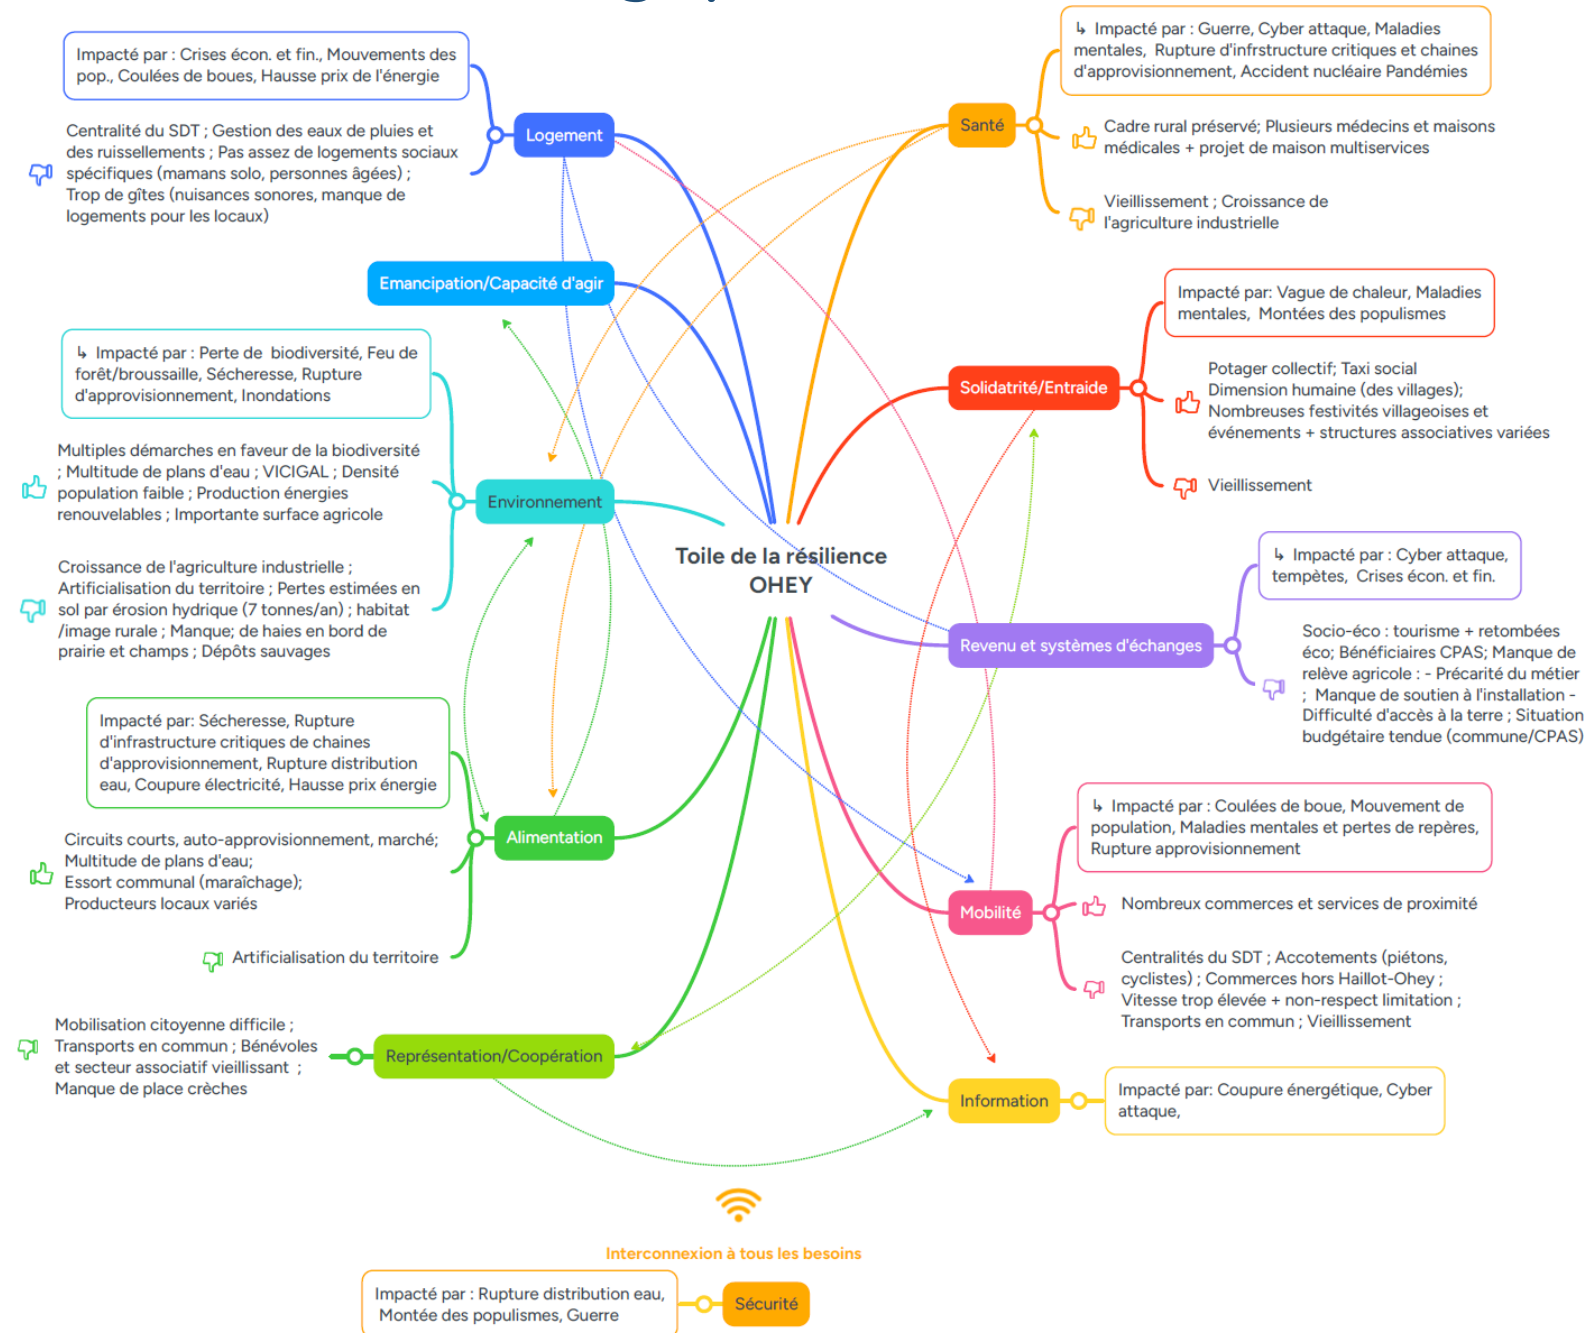 Impacté par : Crises écon. et fin., Mouvements des
pop., Coulées de boues, Hausse prix de l'énergie
Logement
Centralité du SDT ; Gestion des eaux de pluies et
des ruissellements ; Pas assez de logements sociaux
spécifiques (mamans solo, personnes âgées) ;
Trop de gîtes (nuisances sonores, manque de
logements pour les locaux)
Emancipation/Capacité d'agir
↳ Impacté par : Perte de biodiversité, Feu de
forêt/broussaille, Sécheresse, Rupture
d'approvisionnement, Inondations
Multiples démarches en faveur de la biodiversité
; Multitude de plans d'eau ; VICIGAL ; Densité
population faible ; Production énergies
renouvelables ; Importante surface agricole
Environnement
Croissance de l'agriculture industrielle ;
Artificialisation du territoire ; Pertes estimées en
sol par érosion hydrique (7 tonnes/an) ; habitat
/image rurale ; Manque; de haies en bord de
prairie et champs ; Dépôts sauvages
Impacté par: Sécheresse, Rupture
d'infrastructure critiques de chaines
d'approvisionnement, Rupture distribution
eau, Coupure électricité, Hausse prix énergie
Alimentation
Circuits courts, auto-approvisionnement, marché;
Multitude de plans d'eau;
Essort communal (maraîchage);
Producteurs locaux variés
Artificialisation du territoire
Mobilisation citoyenne difficile ;
Transports en commun ; Bénévoles
et secteur associatif vieillissant ;
Manque de place crèches
Représentation/Coopération
Toile de la résilience
OHEY
Santé
↳ Impacté par : Guerre, Cyber attaque, Maladies
mentales, Rupture d'infrstructure critiques et chaines
d'approvisionnement, Accident nucléaire Pandémies
Cadre rural préservé; Plusieurs médecins et maisons
médicales + projet de maison multiservices
Vieillissement ; Croissance de
l'agriculture industrielle
Solidatrité/Entraide
Impacté par: Vague de chaleur, Maladies
mentales, Montées des populismes
Potager collectif; Taxi social
Dimension humaine (des villages);
Nombreuses festivités villageoises et
événements + structures associatives variées
Vieillissement
Revenu et systèmes d'échanges
↳ Impacté par : Cyber attaque,
tempètes, Crises écon. et fin.
Socio-éco : tourisme + retombées
éco; Bénéficiaires CPAS; Manque de
relève agricole : - Précarité du métier
; Manque de soutien à l'installation -
Difficulté d'accès à la terre ; Situation
budgétaire tendue (commune/CPAS)
Mobilité
↳ Impacté par : Coulées de boue, Mouvement de
population, Maladies mentales et pertes de repères,
Rupture approvisionnement
Nombreux commerces et services de proximité
Centralités du SDT ; Accotements (piétons,
cyclistes) ; Commerces hors Haillot-Ohey ;
Vitesse trop élevée + non-respect limitation ;
Transports en commun ; Vieillissement
Information
Impacté par: Coupure énergétique, Cyber
attaque,
Interconnexion à tous les besoins
Impacté par : Rupture distribution eau,
Montée des populismes, Guerre
Sécurité